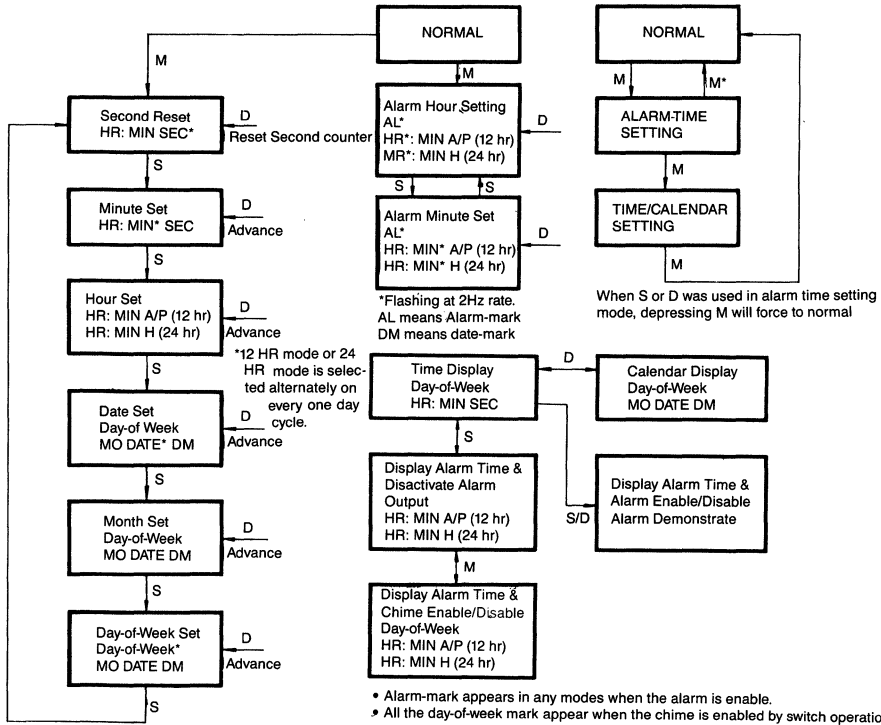 NORMAL
M
Second Reset
HR: MIN SEC*
D
Reset Second counter
S
Minute Set
HR: MIN* SEC
D
Advance
S
Hour Set
HR: MIN A/P (12 hr)
HR: MIN H (24 hr)
D
Advance
*12 HR mode or 24
HR mode is selec-
ted alternately on
every one day
cycle.
S
Date Set
Day-of Week
MO DATE* DM
D
Advance
S
Month Set
Day-of-Week
MO DATE DM
D
Advance
S
Day-of-Week Set
Day-of-Week*
MO DATE DM
D
Advance
S
M
Alarm Hour Setting
AL*
HR*: MIN A/P (12 hr)
MR*: MIN H (24 hr)
D
S
S
Alarm Minute Set
AL*
HR: MIN* A/P (12 hr)
HR: MIN* H (24 hr)
D
*Flashing at 2Hz rate.
AL means Alarm-mark
DM means date-mark
NORMAL
M
M*
ALARM-TIME
SETTING
M
TIME/CALENDAR
SETTING
M
When S or D was used in alarm time setting
mode, depressing M will force to normal
Time Display
Day-of-Week
HR: MIN SEC
D
Calendar Display
Day-of-Week
MO DATE DM
S
Display Alarm Time &
Disactivate Alarm
Output
HR: MIN A/P (12 hr)
HR: MIN H (24 hr)
S/D
Display Alarm Time &
Alarm Enable/Disable
Alarm Demonstrate
M
Display Alarm Time &
Chime Enable/Disable
Day-of-Week
HR: MIN A/P (12 hr)
HR: MIN H (24 hr)
• Alarm-mark appears in any modes when the alarm is enable.
• All the day-of-week mark appear when the chime is enabled by switch operatio